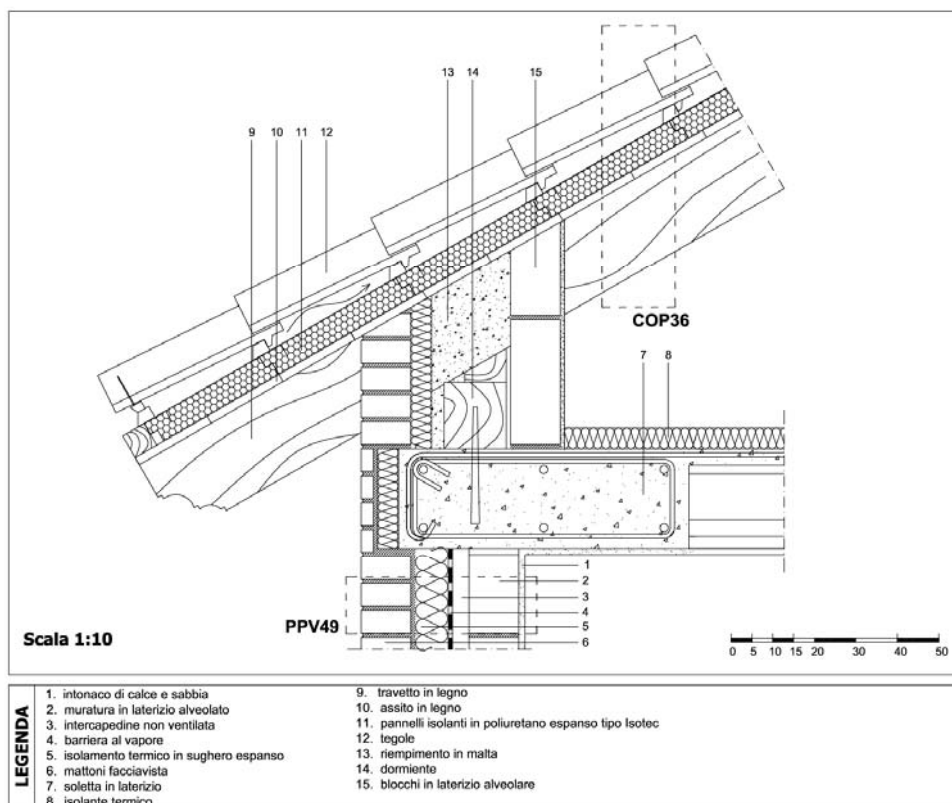 13 14 15
9 10 11 12
COP36
7 8
1
2
3
PPV49
4
5
Scala 1:10
6
0 5 10 15 20 30 40 50
LEGENDA
1. intonaco di calce e sabbia
2. muratura in laterizio alveolato
3. intercapedine non ventilata
4. barriera al vapore
5. isolamento termico in sughero espanso
6. mattoni facciavista
7. soletta in laterizio
8. isolante termico
9. travetto in legno
10. assito in legno
11. pannelli isolanti in poliuretano espanso tipo Isotec
12. tegole
13. riempimento in malta
14. dormiente
15. blocchi in laterizio alveolare